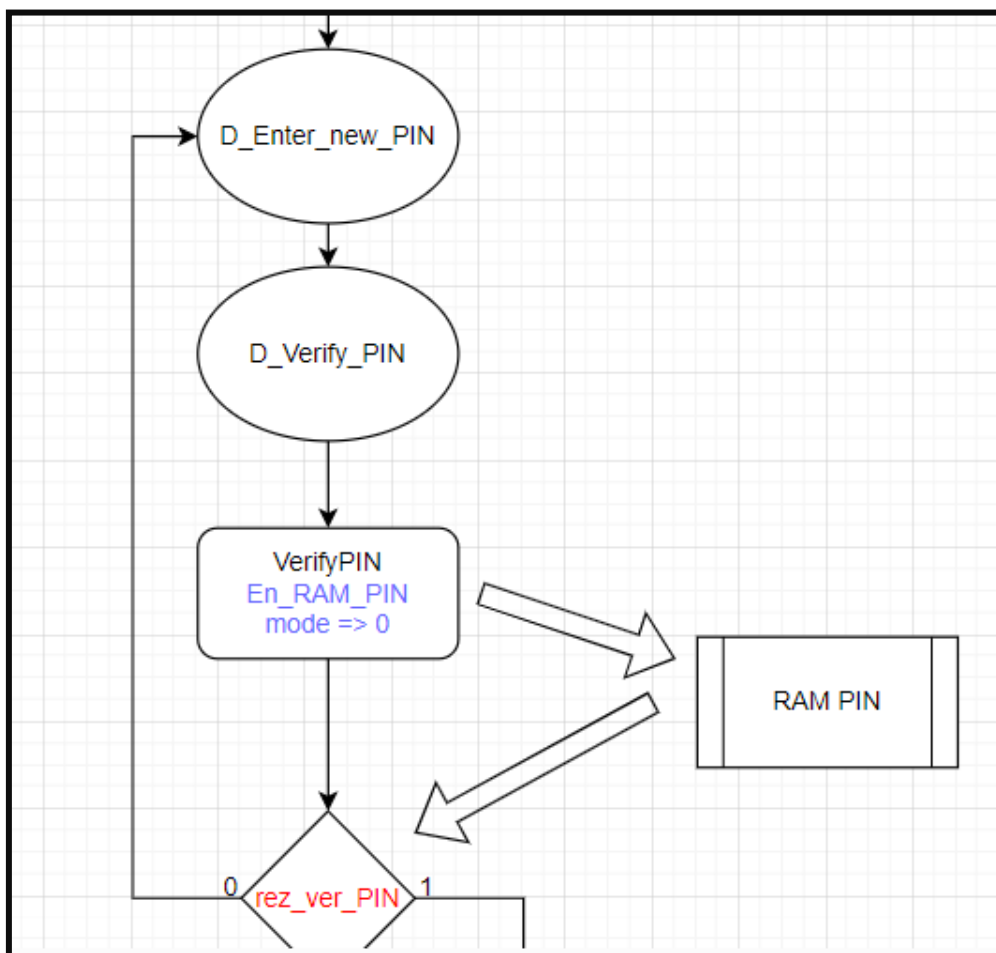 D_Enter_new_PIN
D_Verify_PIN
VerifyPIN
En_RAM_PIN
mode => 0
RAM PIN
0
rez_ver_PIN
1